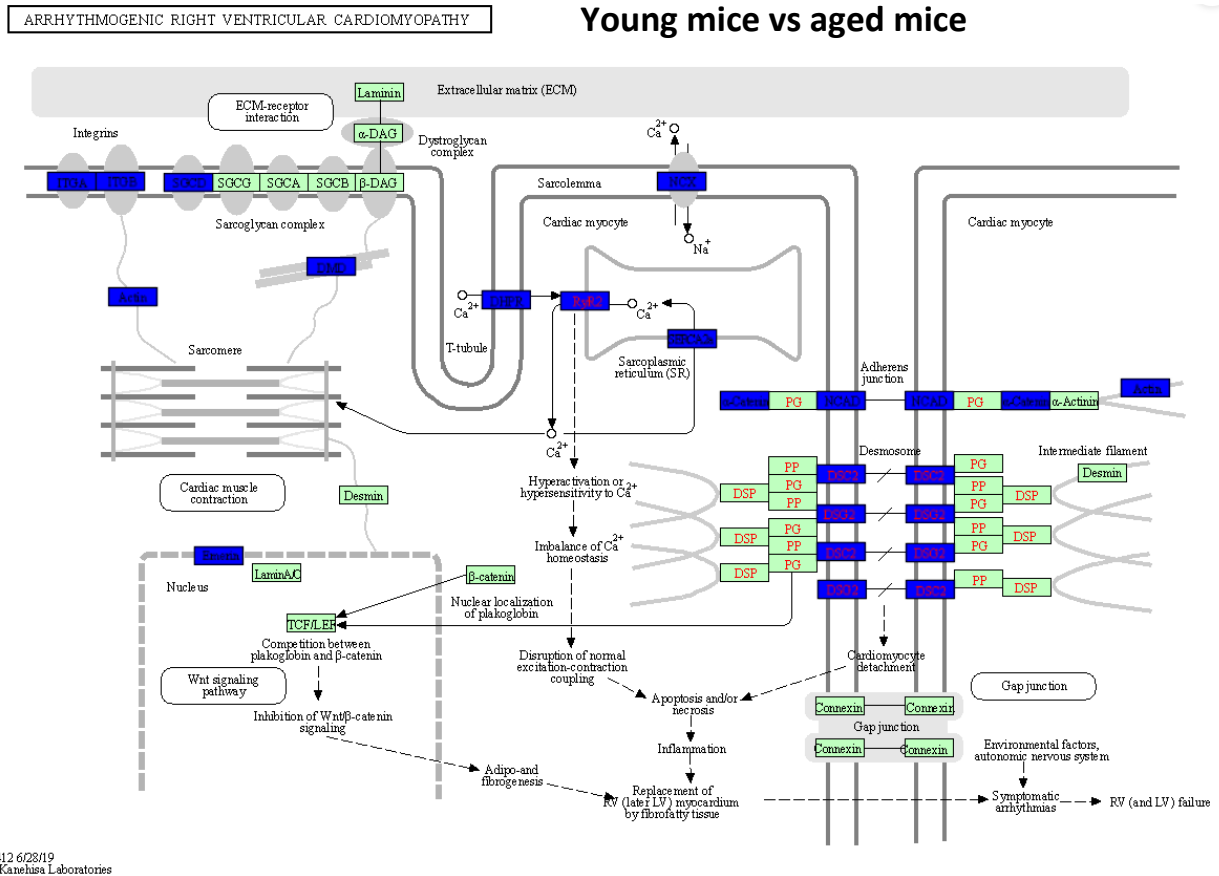 ARRHYTHMOGENIC RIGHT VENTRICULAR CARDIOMYOPATHY
Young mice vs aged mice
Laminin
Extracellular matrix (ECM)
ECM-receptor
interaction
α-DAG
Dystroglycan
complex
Integrins
Ca2+
ITGA
ITGB
SGCD
SGCG
SGCA
SGCB
β-DAG
Sarcolemma
NCX
Sarcoglycan complex
Cardiac myocyte
Cardiac myocyte
Na+
DMD
Actin
Ca2+
DHPR
RyR2
Ca2+
T-tubule
SERCA2a
Sarcomere
Sarcoplasmic
reticulum (SR)
Adherens
junction
α-Catenin
PG
NCAD
NCAD
PG
α-Catenin
α-Actinin
Actin
Ca2+
Desmosome
Intermediate filament
Cardiac muscle
contraction
Desmin
Hyperactivation or
hypersensitivity to Ca2+
PP
DSC2
DSC2
PG
Desmin
DSP
PG
PP
DSP
PP
DSG2
DSG2
PG
Imbalance of Ca2+
homeostasis
DSP
PG
PP
DSP
PP
DSC2
DSG2
PG
PG
DSP
DSG2
DSC2
PP
DSP
Emerin
Nucleus
LaminA/C
β-catenin
Nuclear localization
of plakoglobin
TCF/LEF
Competition between
plakoglobin and β-catenin
Disruption of normal
excitation-contraction
coupling
Cardiomyocyte
detachment
Wnt signaling
pathway
Gap junction
Apoptosis and/or
necrosis
Connexin
Connexin
Inhibition of Wnt/β-catenin
signaling
Gap junction
Inflammation
Connexin
Connexin
Environmental factors,
autonomic nervous system
Adipo-and
fibrogenesis
Replacement of
RV (later LV) myocardium
by fibrofatty tissue
Symptomatic
arrhythmias
RV (and LV) failure
412 6/28/19
Kanehisa Laboratories